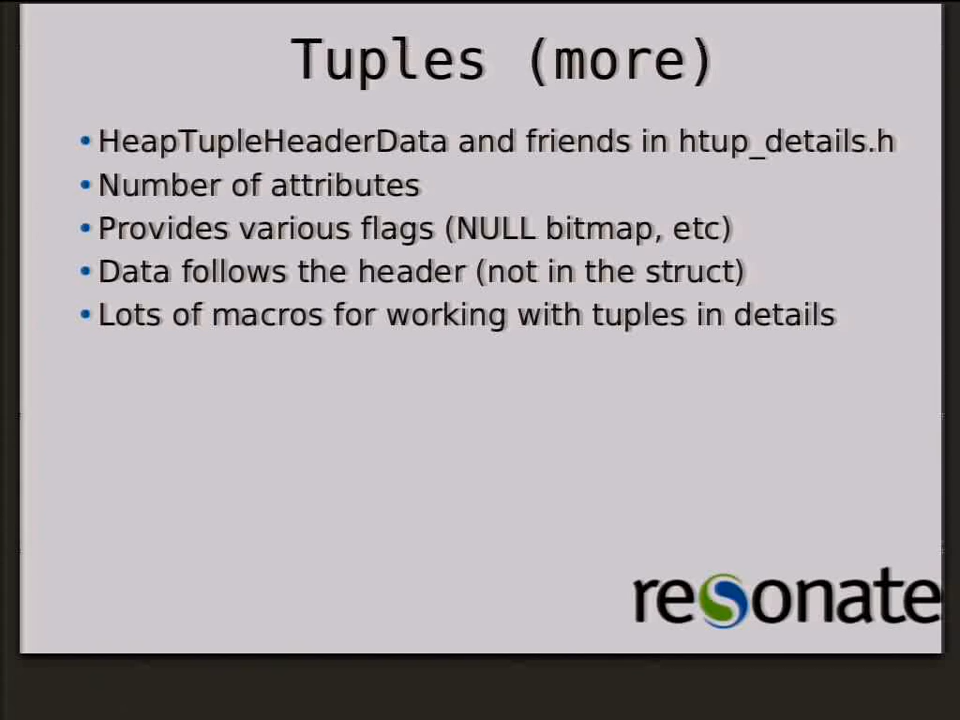 Tuples (more)
• HeapTupleHeaderData and friends in htup_details.h
• Number of attributes
• Provides various flags (NULL bitmap, etc)
• Data follows the header (not in the struct)
• Lots of macros for working with tuples in details
resonate